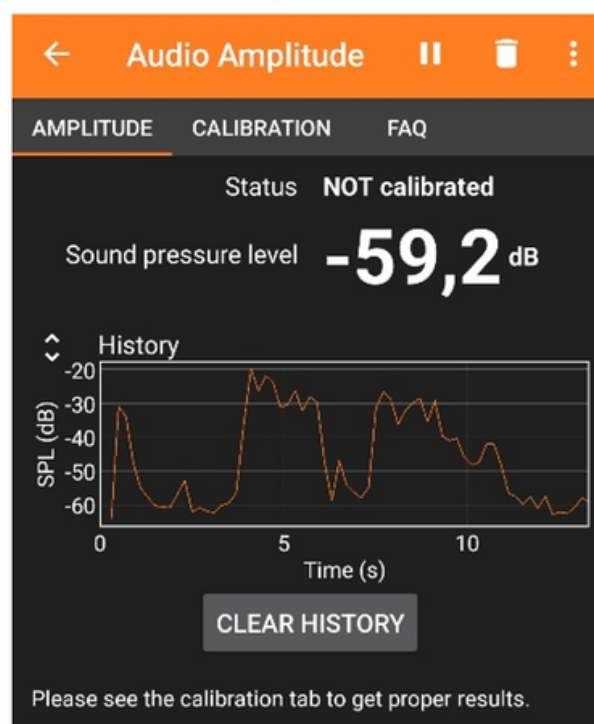 Audio Amplitude
AMPLITUDE CALIBRATION FAQ
Status NOT calibrated
Sound pressure level -59,2 dB
History
-20
-30
-40
-50
-60
SPL (dB)
0 5 10
Time (s)
CLEAR HISTORY
Please see the calibration tab to get proper results.